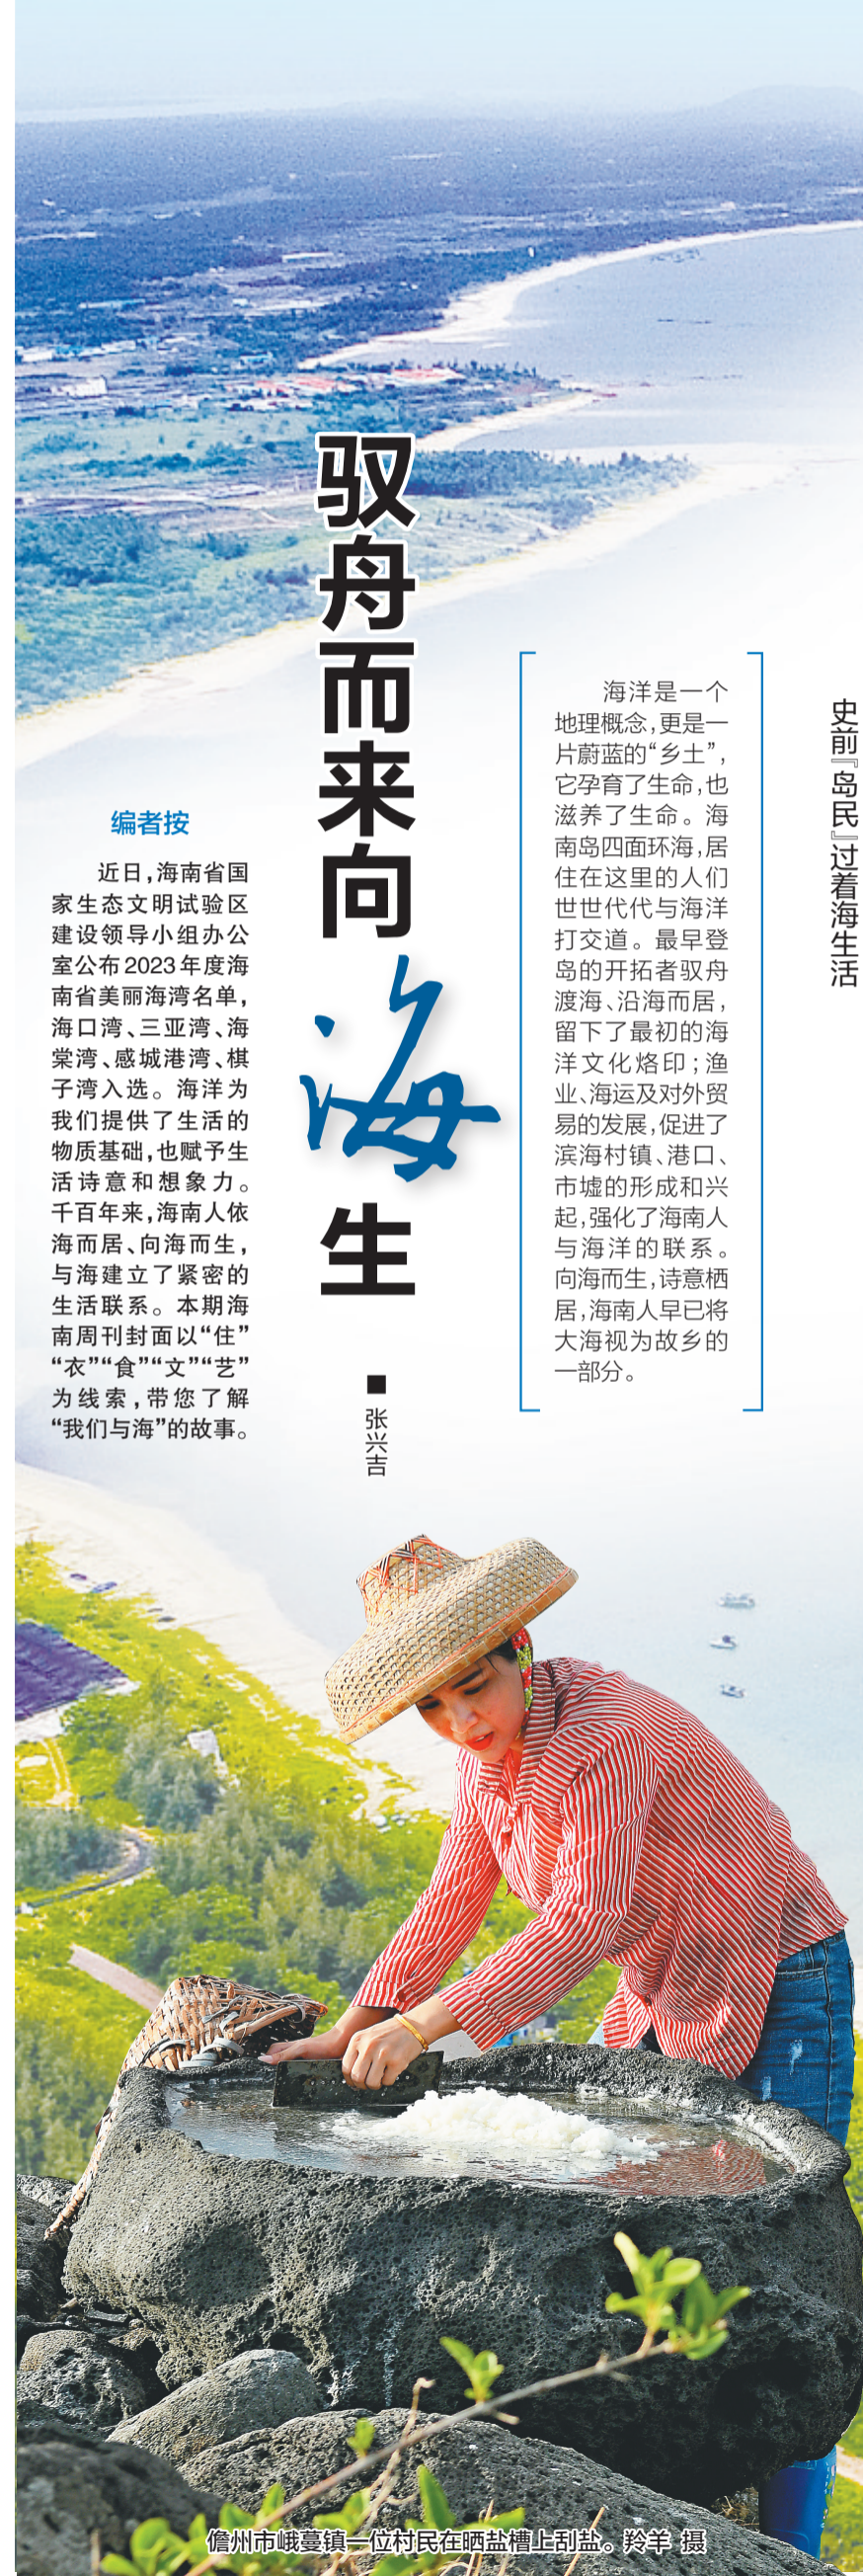 驭舟而来向海生
■ 张兴吉
编者按
近日，海南省国
家生态文明试验区
建设领导小组办公
室公布2023年度海
南省美丽海湾名单，
海口湾、三亚湾、海
棠湾、感城港湾、棋
子湾入选。海洋为
我们提供了生活的
物质基础，也赋予生
活诗意和想象力。
千百年来，海南人依
海而居、向海而生，
与海建立了紧密的
生活联系。本期海
南周刊封面以“住”
“衣”“食”“文”“艺”
为线索，带您了解
“我们与海”的故事。
海洋是一个
地理概念，更是一
片蔚蓝的“乡土”，
它孕育了生命，也
滋养了生命。海
南岛四面环海，居
住在这里的人们
世世代代与海洋
打交道。最早登
岛的开拓者驭舟
渡海、沿海而居，
留下了最初的海
洋文化烙印；渔
业、海运及对外贸
易的发展，促进了
滨海村镇、港口、
市墟的形成和兴
起，强化了海南人
与海洋的联系。
向海而生，诗意栖
居，海南人早已将
大海视为故乡的
一部分。
史前『岛民』过着海生活
儋州市峨蔓镇一位村民在晒盐槽上刮盐。羚羊 摄